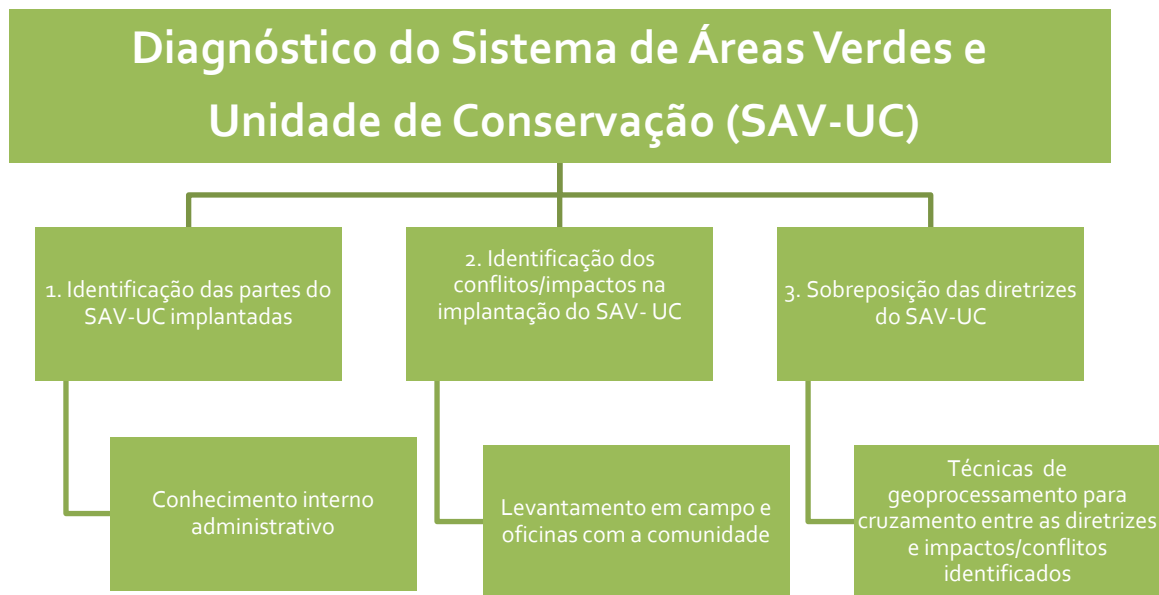 Diagnóstico do Sistema de Áreas Verdes e
Unidade de Conservação (SAV-UC)
1. Identificação das partes do
SAV-UC implantadas
2. Identificação dos
conflitos/impactos na
implantação do SAV- UC
3. Sobreposição das diretrizes
do SAV-UC
Conhecimento interno
administrativo
Levantamento em campo e
oficinas com a comunidade
Técnicas de
geoprocessamento para
cruzamento entre as diretrizes
e impactos/conflitos
identificados